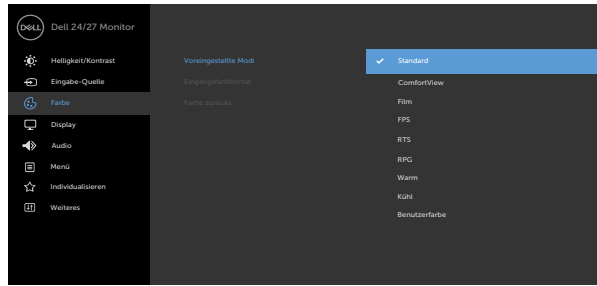 DELL
Dell 24/27 Monitor
Helligkeit/Kontrast
Eingabe-Quelle
Farbe
Display
Audio
Menü
Individualisieren
Weiteres
Voreingestellte Modi
Eingangsfarbformat
Farbe zurücks.
Standard
ComfortView
Film
FPS
RTS
RPG
Warm
Kühl
Benutzerfarbe